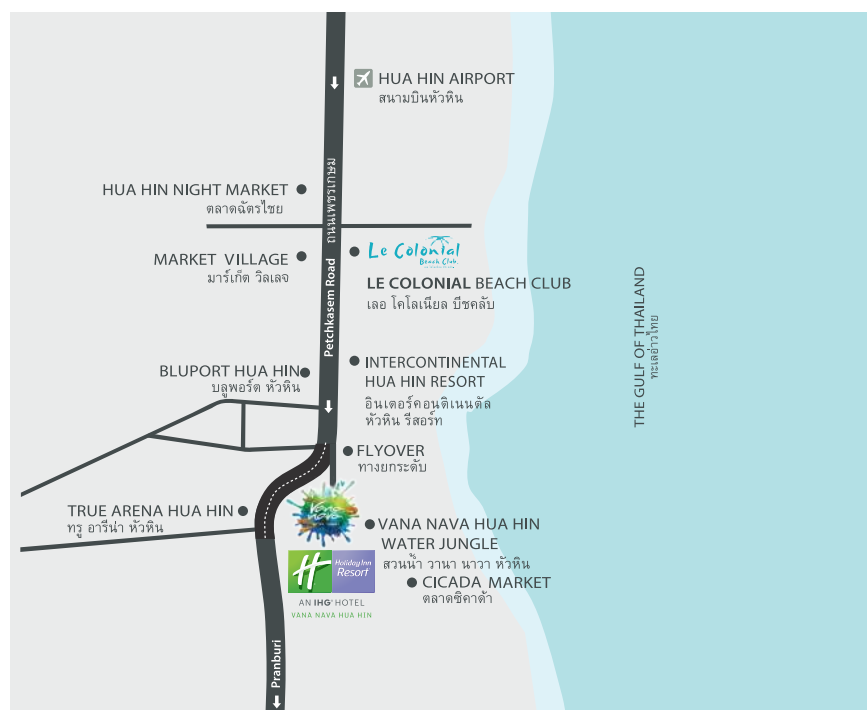 HUA HIN AIRPORT
สนามบินหัวหิน
ถนนเพชรเกษม
HUA HIN NIGHT MARKET
ตลาดฉัตรไชย
MARKET VILLAGE
มาร์เก็ต วิลเลจ
Le Colonial
Beach Club.
LE COLONIAL BEACH CLUB
เลอ โคโลเนียล บีชคลับ
Petchkasem Road
THE GULF OF THAILAND
ทะเลอ่าวไทย
BLUPORT HUA HIN
บลูพอร์ต หัวหิน
INTERCONTINENTAL
HUA HIN RESORT
อินเตอร์คอนติเนนตัล
หัวหิน รีสอร์ท
FLYOVER
ทางยกระดับ
TRUE ARENA HUA HIN
ทรู อารีน่า หัวหิน
vana
nava
VANA NAVA HUA HIN
WATER JUNGLE
สวนน้ำ วานา นาวา หัวหิน
H
Holiday Inn
Resort
AN IHG® HOTEL
VANA NAVA HUA HIN
CICADA MARKET
ตลาดซิคาด้า
Pranburi